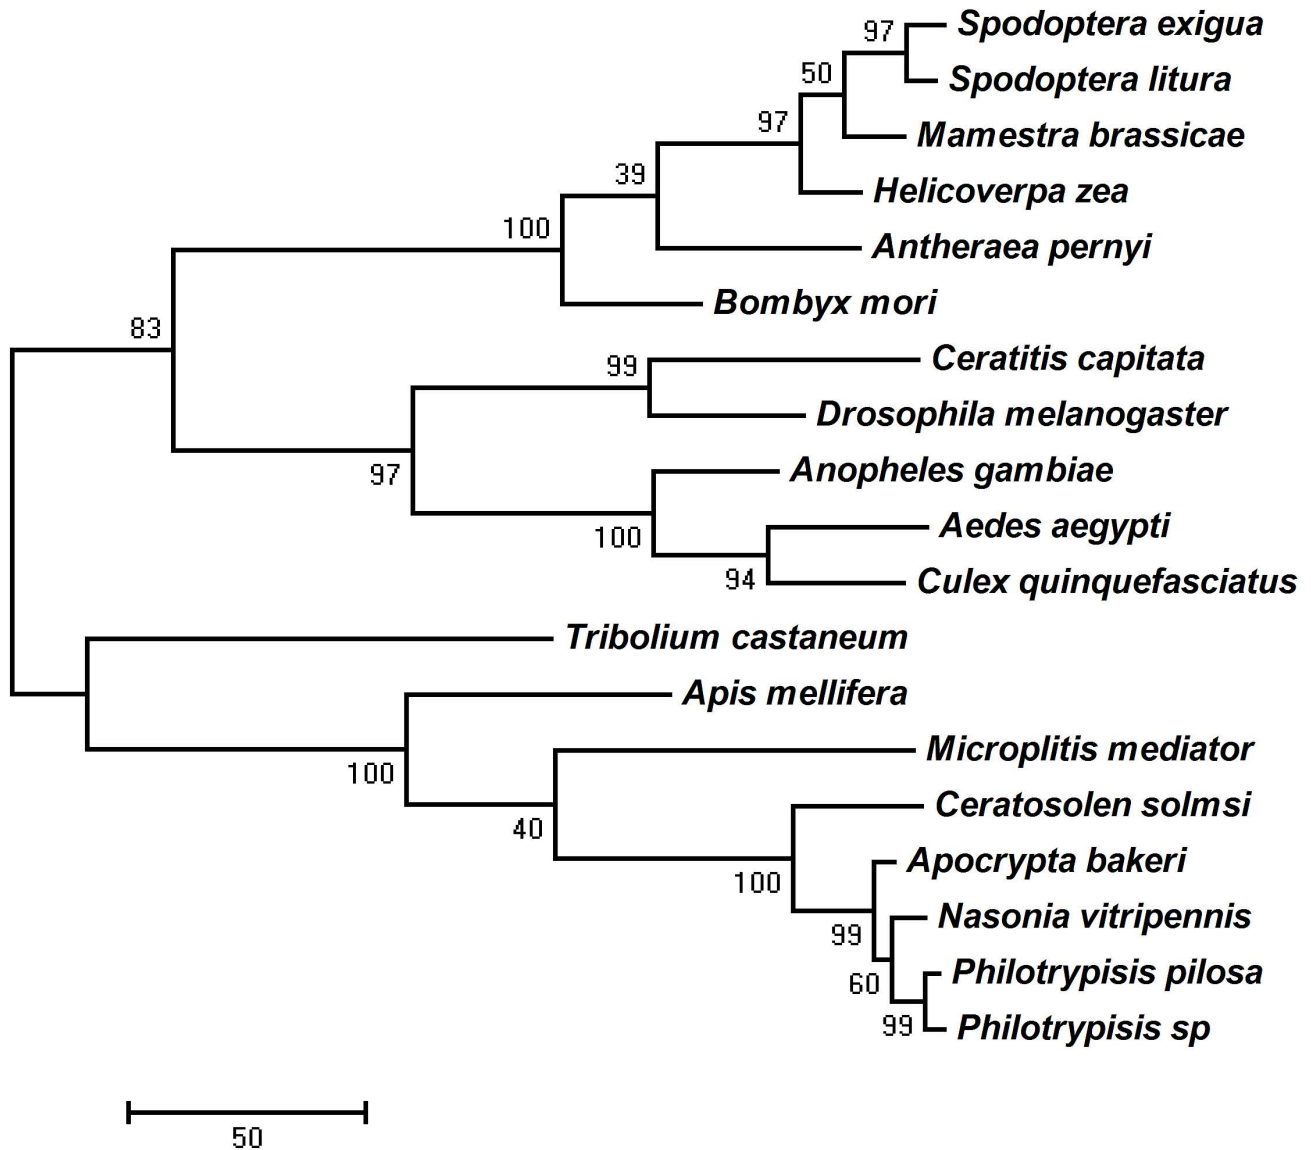 97
Spodoptera exigua
50
Spodoptera litura
97
Mamestra brassicae
39
Helicoverpa zea
100
Antheraea pernyi
Bombyx mori
83
99
Ceratitis capitata
Drosophila melanogaster
97
Anopheles gambiae
100
Aedes aegypti
94
Culex quinquefasciatus
Tribolium castaneum
Apis mellifera
100
Microplitis mediator
40
Ceratosolen solmsi
100
Apocrypta bakeri
99
Nasonia vitripennis
60
Philotrypisis pilosa
99
Philotrypisis sp
50